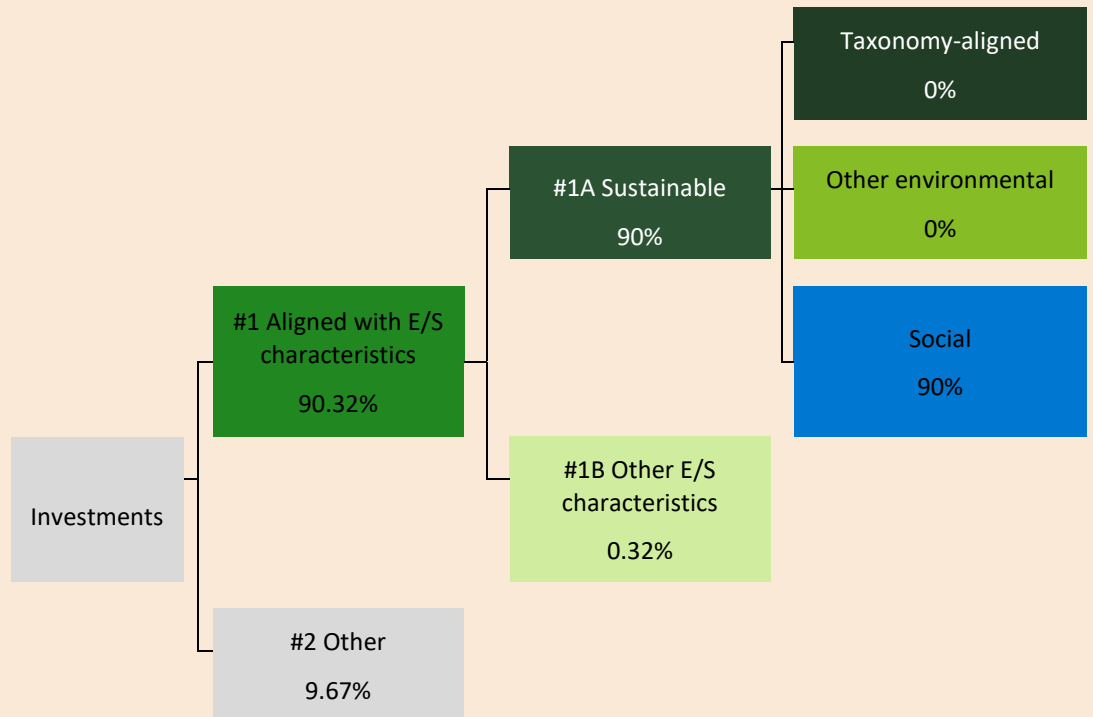 Investments
#1 Aligned with E/S
characteristics
90.32%
#2 Other
9.67%
#1A Sustainable
90%
#1B Other E/S
characteristics
0.32%
Taxonomy-aligned
0%
Other environmental
0%
Social
90%